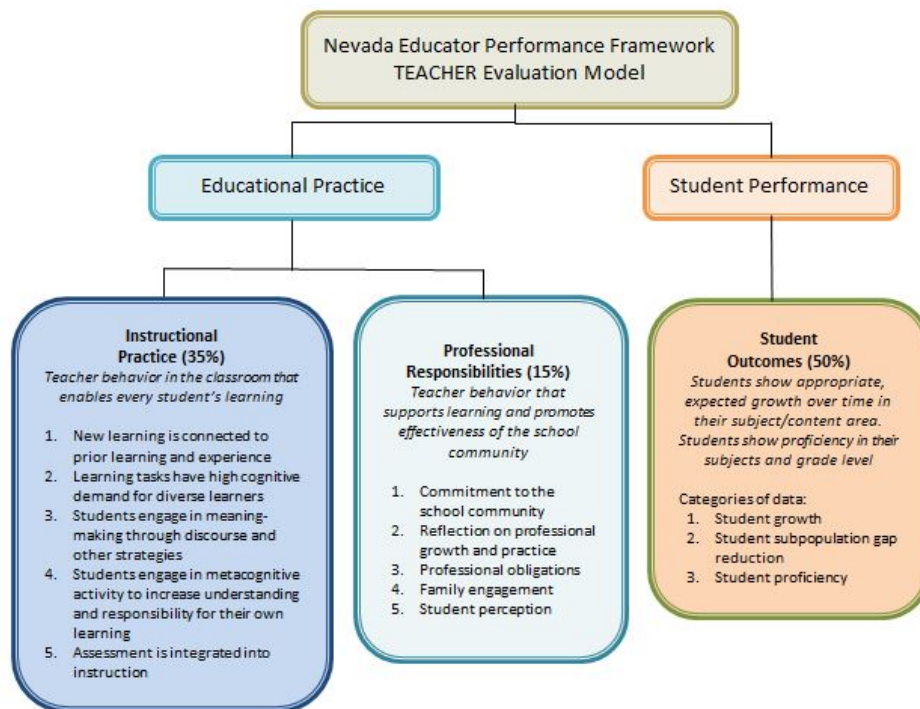 Nevada Educator Performance Framework
TEACHER Evaluation Model
Educational Practice
Student Performance
Instructional
Practice (35%)
Teacher behavior in the classroom that
enables every student's learning
1. New learning is connected to
prior learning and experience
2. Learning tasks have high cognitive
demand for diverse learners
3. Students engage in meaning-
making through discourse and
other strategies
4. Students engage in metacognitive
activity to increase understanding
and responsibility for their own
learning
5. Assessment is integrated into
instruction
Professional
Responsibilities (15%)
Teacher behavior that
supports learning and promotes
effectiveness of the school
community
1. Commitment to the
school community
2. Reflection on professional
growth and practice
3. Professional obligations
4. Family engagement
5. Student perception
Student
Outcomes (50%)
Students show appropriate,
expected growth over time in
their subject/content area.
Students show proficiency in their
subjects and grade level
Categories of data:
1. Student growth
2. Student subpopulation gap
reduction
3. Student proficiency